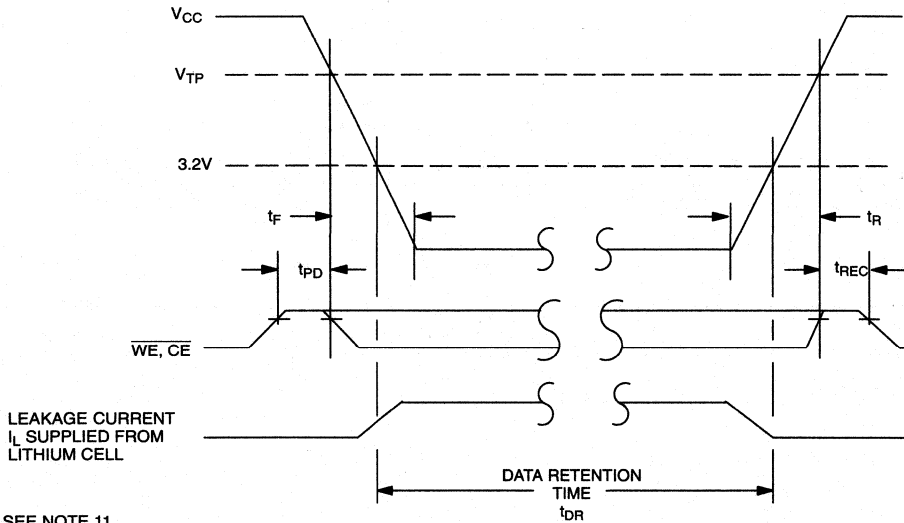 VCC
VTP
3.2V
tF
tR
tPD
tREC
WE, CE
LEAKAGE CURRENT
IL SUPPLIED FROM
LITHIUM CELL
DATA RETENTION
TIME
tDR
SEE NOTE 11